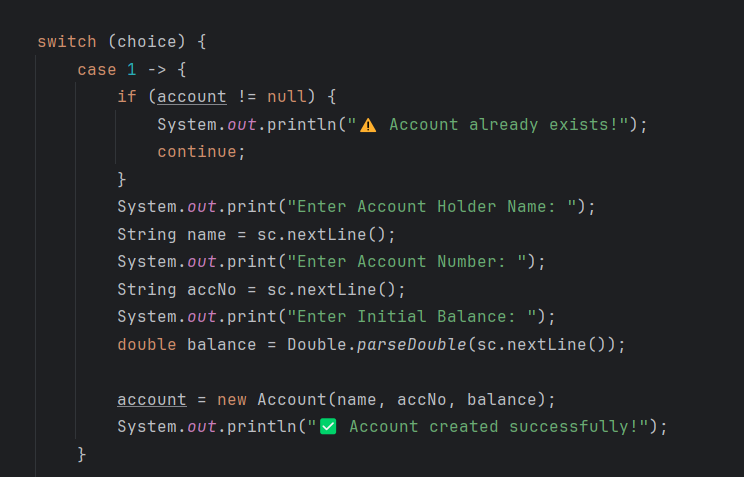 switch (choice) {
case 1 -> {
if (account != null) {
System.out.println("⚠️ Account already exists!");
continue;
}
System.out.print("Enter Account Holder Name: ");
String name = sc.nextLine();
System.out.print("Enter Account Number: ");
String accNo = sc.nextLine();
System.out.print("Enter Initial Balance: ");
double balance = Double.parseDouble(sc.nextLine());
account = new Account(name, accNo, balance);
System.out.println("✅ Account created successfully!");
}